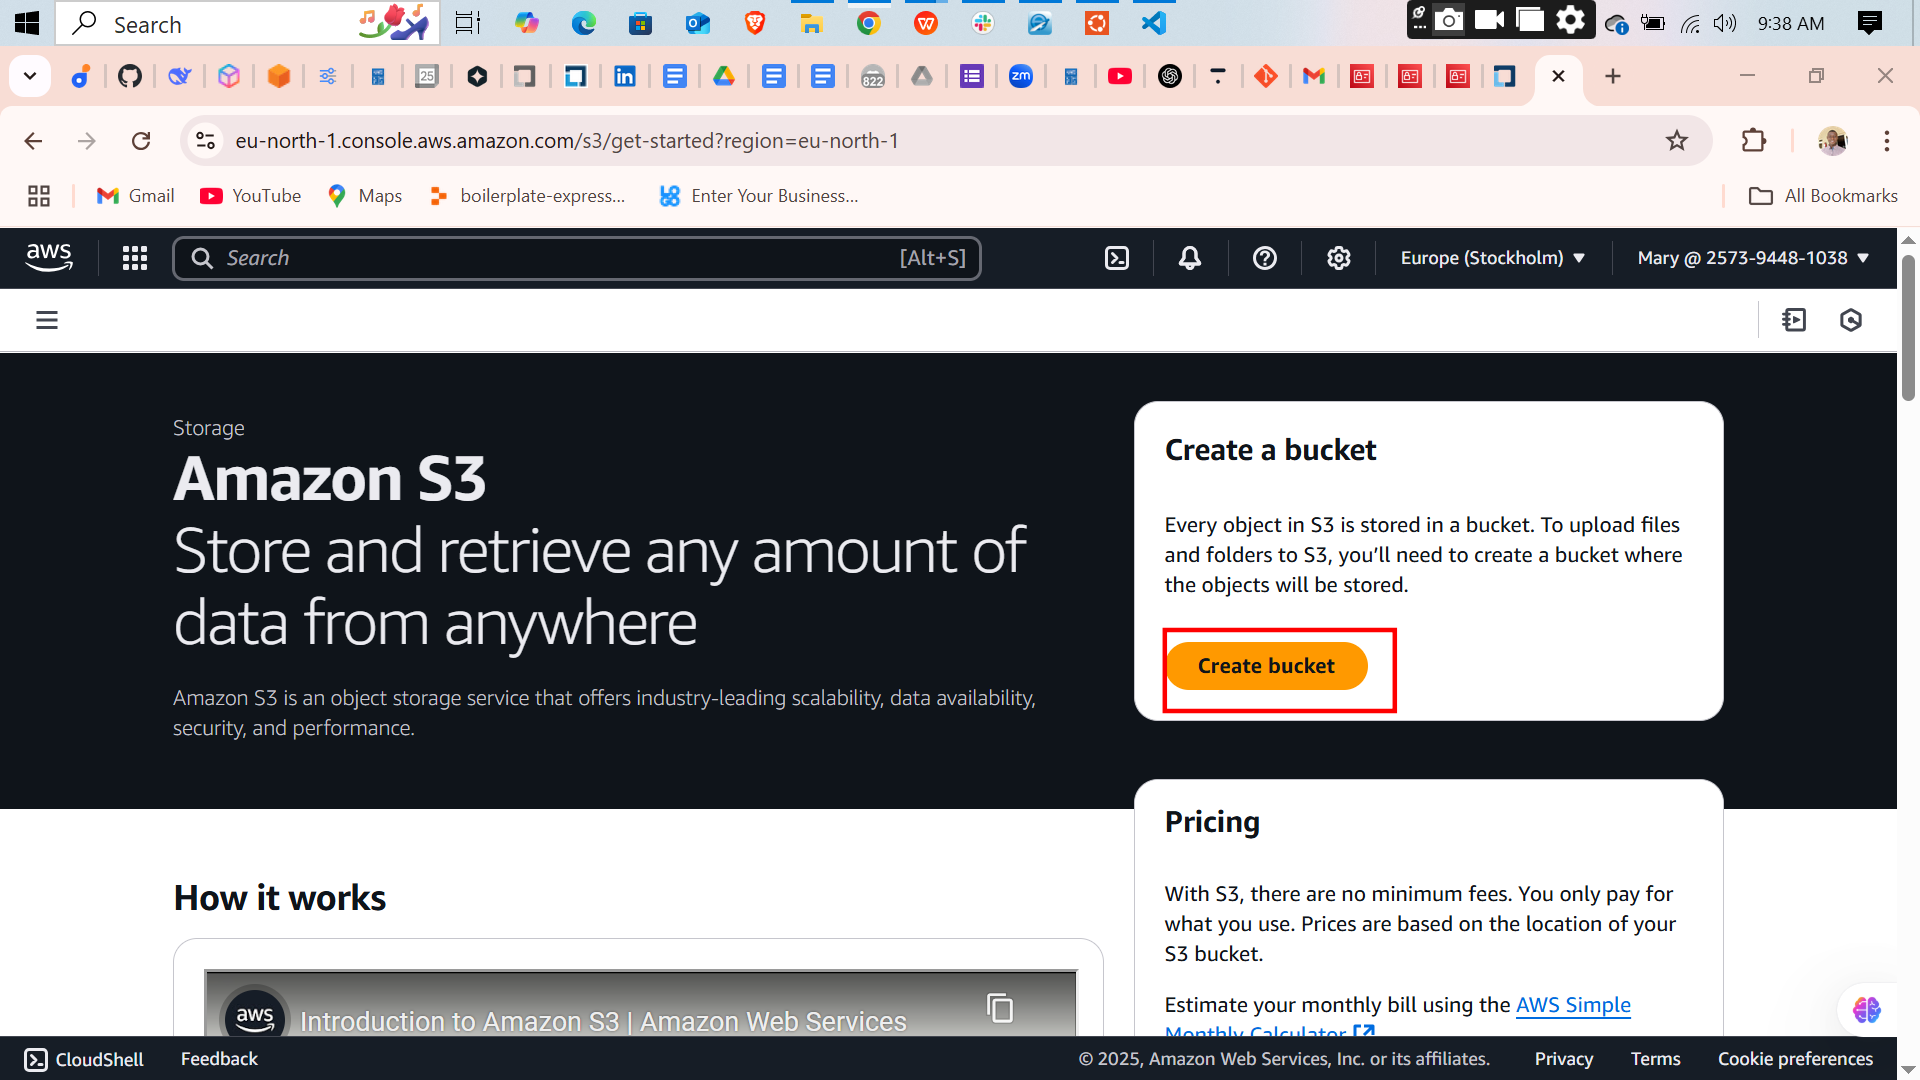 Search
9:38 AM
25
822
zm
eu-north-1.console.aws.amazon.com/s3/get-started?region=eu-north-1
Gmail
YouTube
Maps
boilerplate-express...
Enter Your Business...
All Bookmarks
aws
Search
[Alt+S]
Europe (Stockholm)
Mary @ 2573-9448-1038
Storage
Amazon S3
Store and retrieve any amount of
data from anywhere
Amazon S3 is an object storage service that offers industry-leading scalability, data availability,
security, and performance.
Create a bucket
Every object in S3 is stored in a bucket. To upload files
and folders to S3, you’ll need to create a bucket where
the objects will be stored.
Create bucket
Pricing
With S3, there are no minimum fees. You only pay for
what you use. Prices are based on the location of your
S3 bucket.
Estimate your monthly bill using the AWS Simple
Monthly Calculator
How it works
aws
Introduction to Amazon S3 | Amazon Web Services
CloudShell
Feedback
© 2025, Amazon Web Services, Inc. or its affiliates.
Privacy
Terms
Cookie preferences